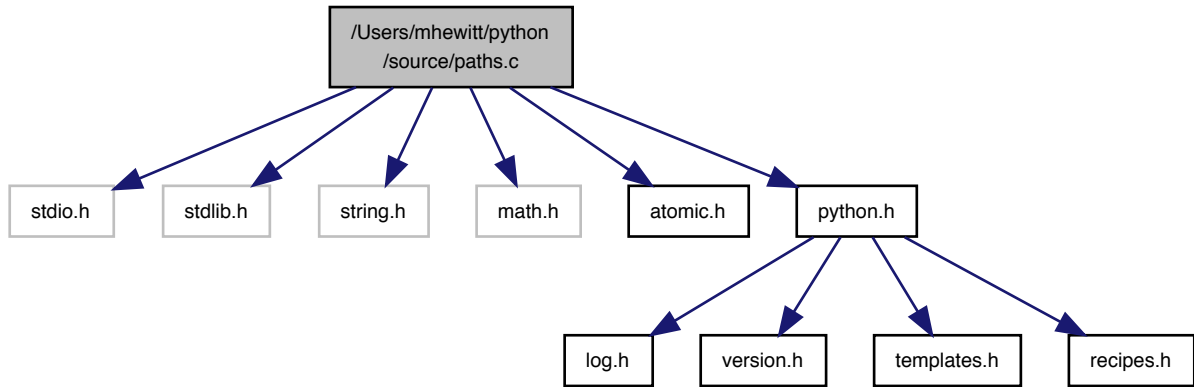 /Users/mhewitt/python
/source/paths.c
stdio.h
stdlib.h
string.h
math.h
atomic.h
python.h
log.h
version.h
templates.h
recipes.h